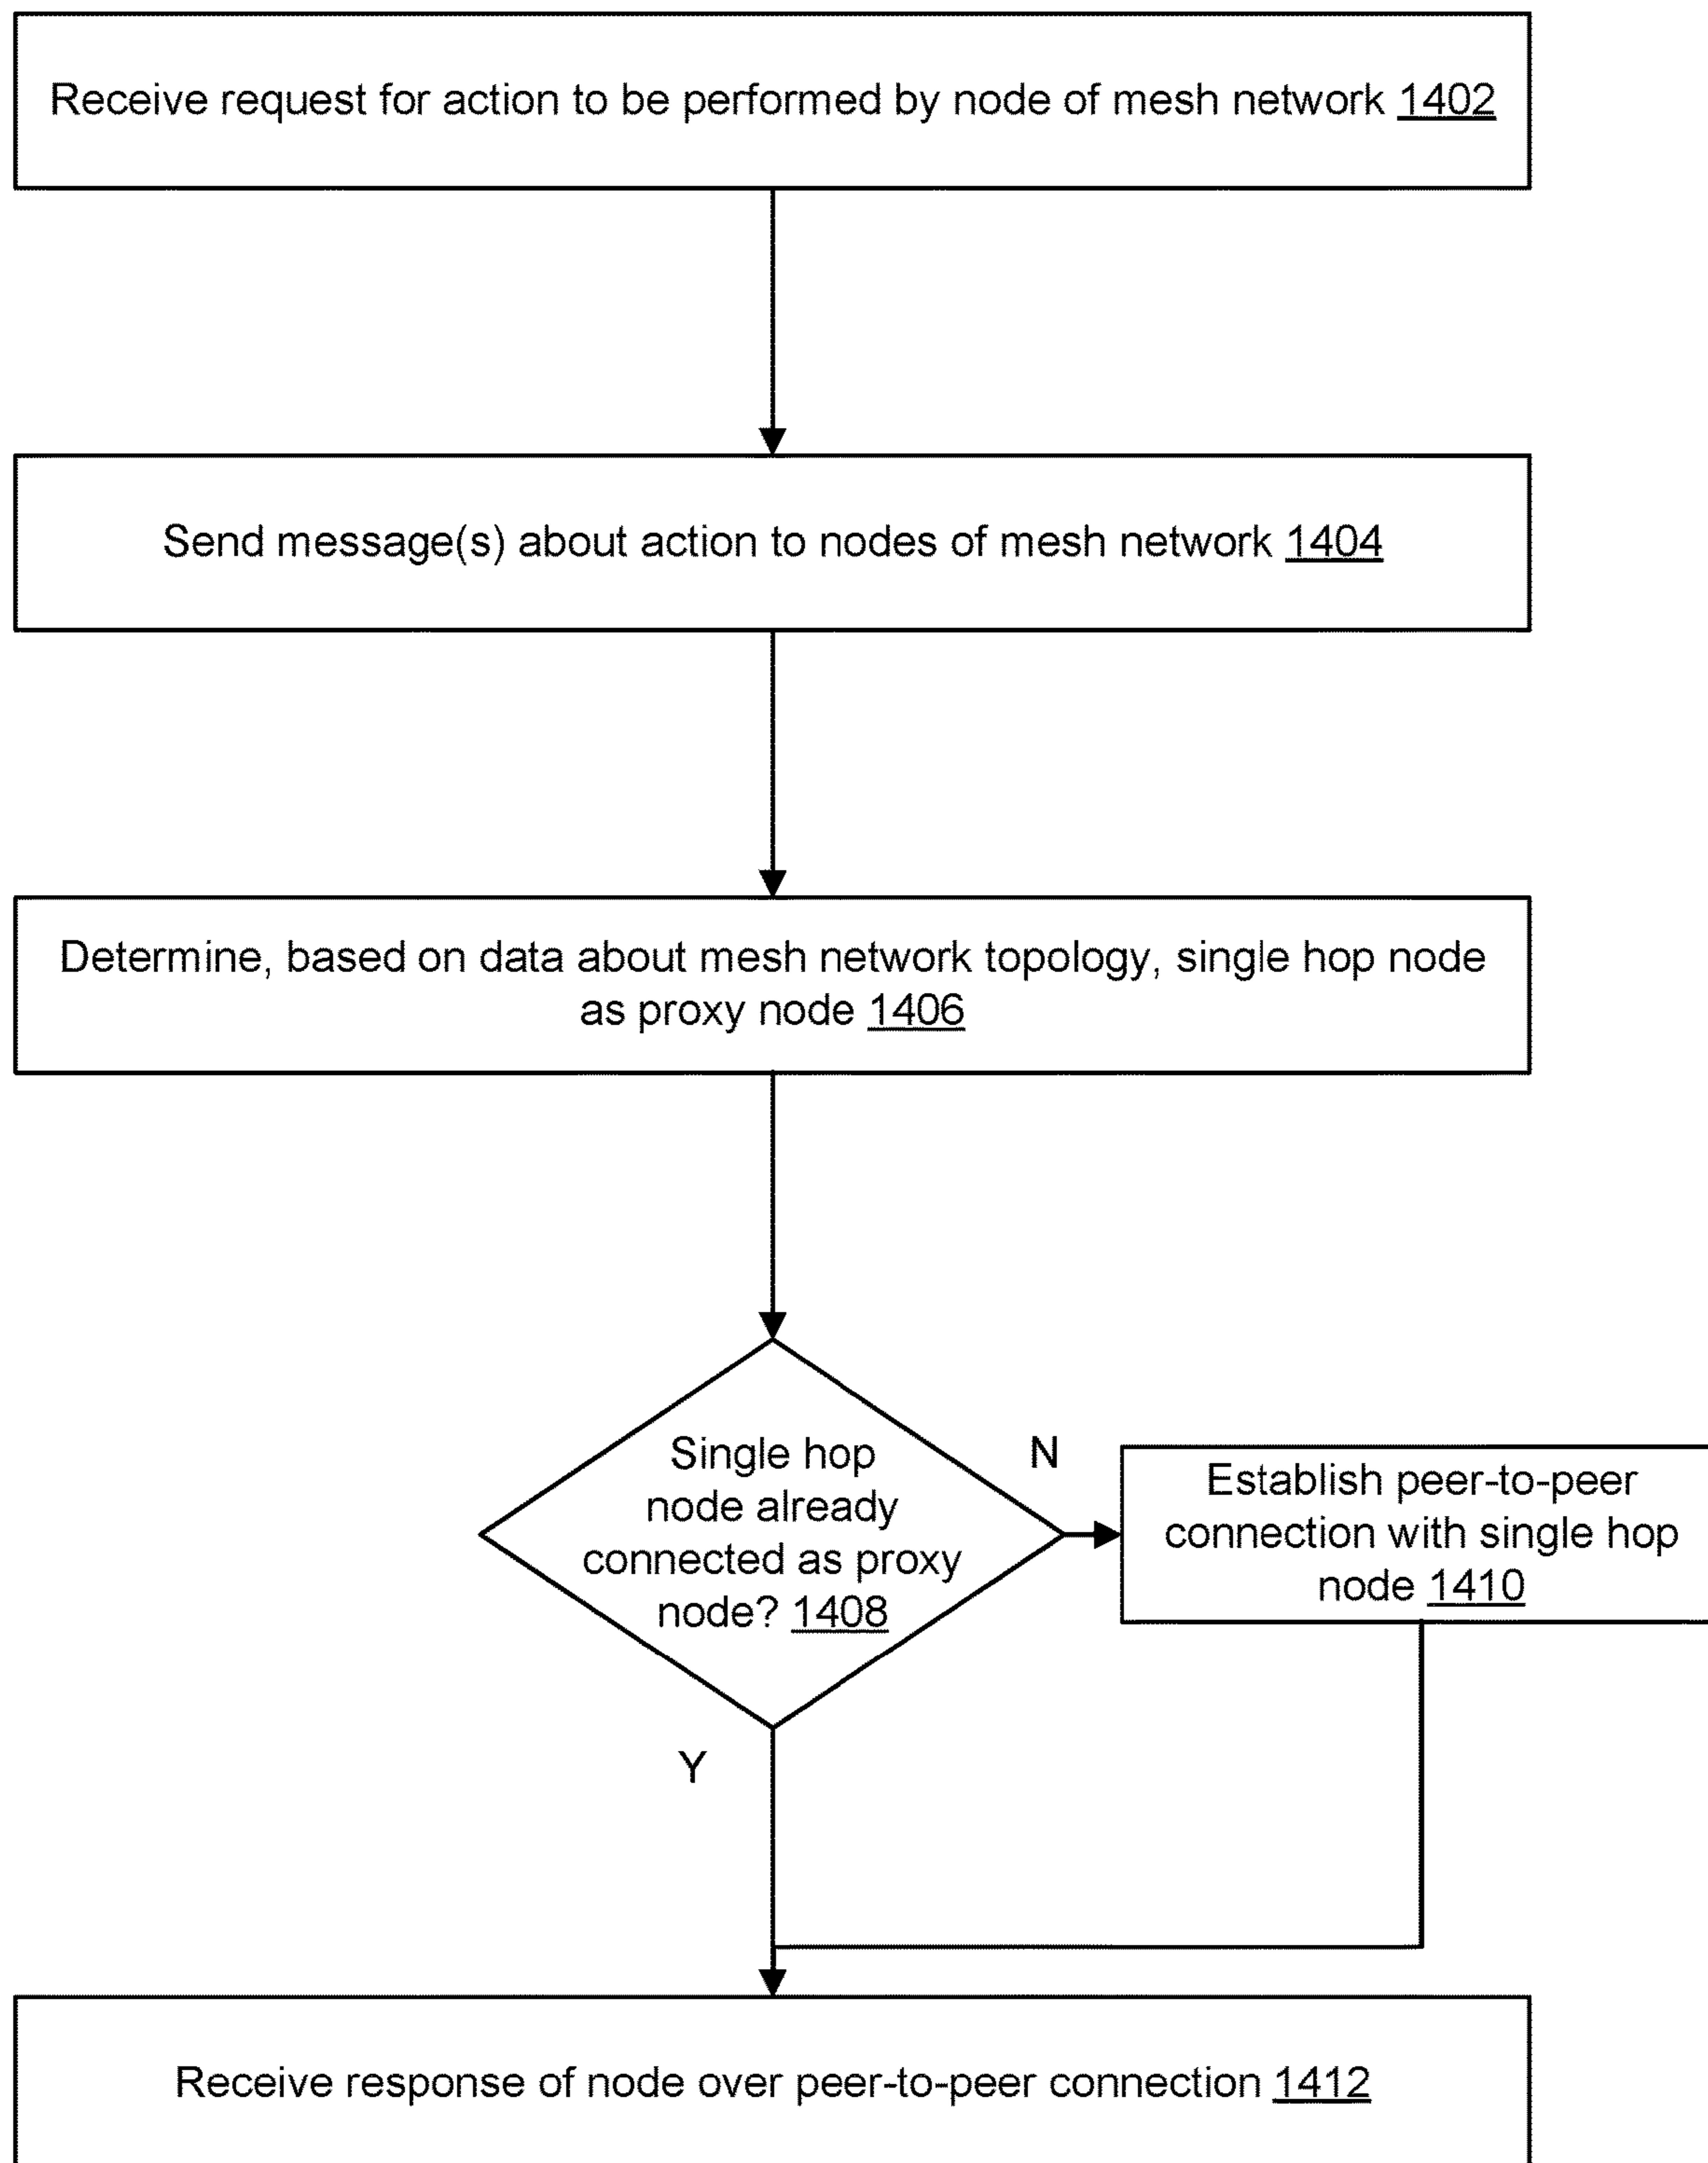 Receive request for action to be performed by node of mesh network 1402
Send message(s) about action to nodes of mesh network 1404
Determine, based on data about mesh network topology, single hop node
as proxy node 1406
Single hop
node already
connected as proxy
node? 1408
N
Establish peer-to-peer
connection with single hop
node 1410
Y
Receive response of node over peer-to-peer connection 1412